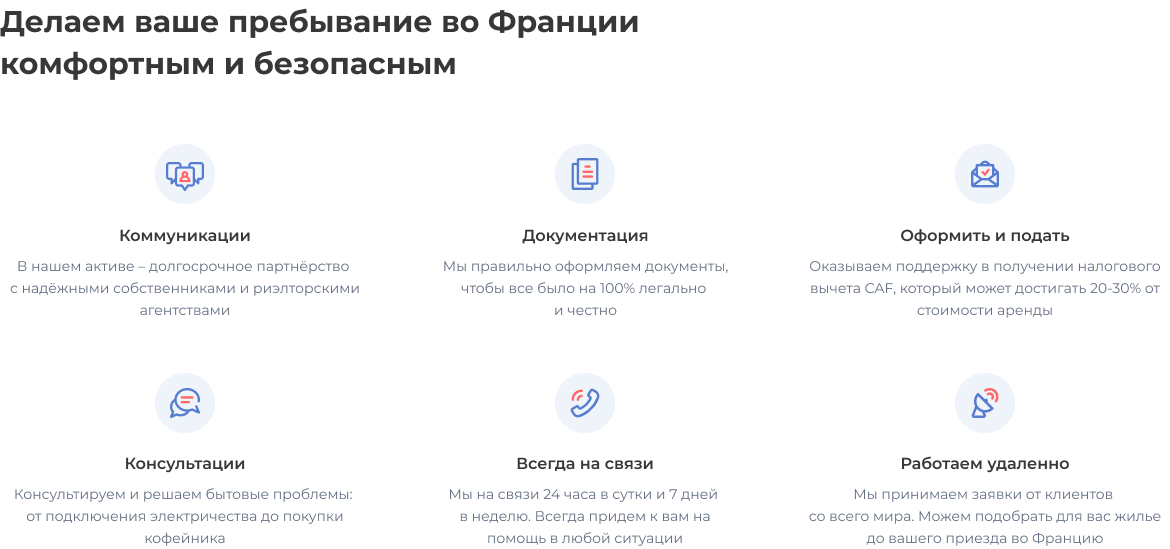 Делаем ваше пребывание во Франции
комфортным и безопасным
Коммуникации
В нашем активе – долгосрочное партнёрство
с надёжными собственниками и риэлторскими
агентствами
Документация
Мы правильно оформляем документы,
чтобы все было на 100% легально
и честно
Оформить и подать
Оказываем поддержку в получении налогового
вычета CAF, который может достигать 20-30% от
стоимости аренды
Консультации
Консультируем и решаем бытовые проблемы:
от подключения электричества до покупки
кофейника
Всегда на связи
Мы на связи 24 часа в сутки и 7 дней
в неделю. Всегда придем к вам на
помощь в любой ситуации
Работаем удаленно
Мы принимаем заявки от клиентов
со всего мира. Можем подобрать для вас жилье
до вашего приезда во Францию